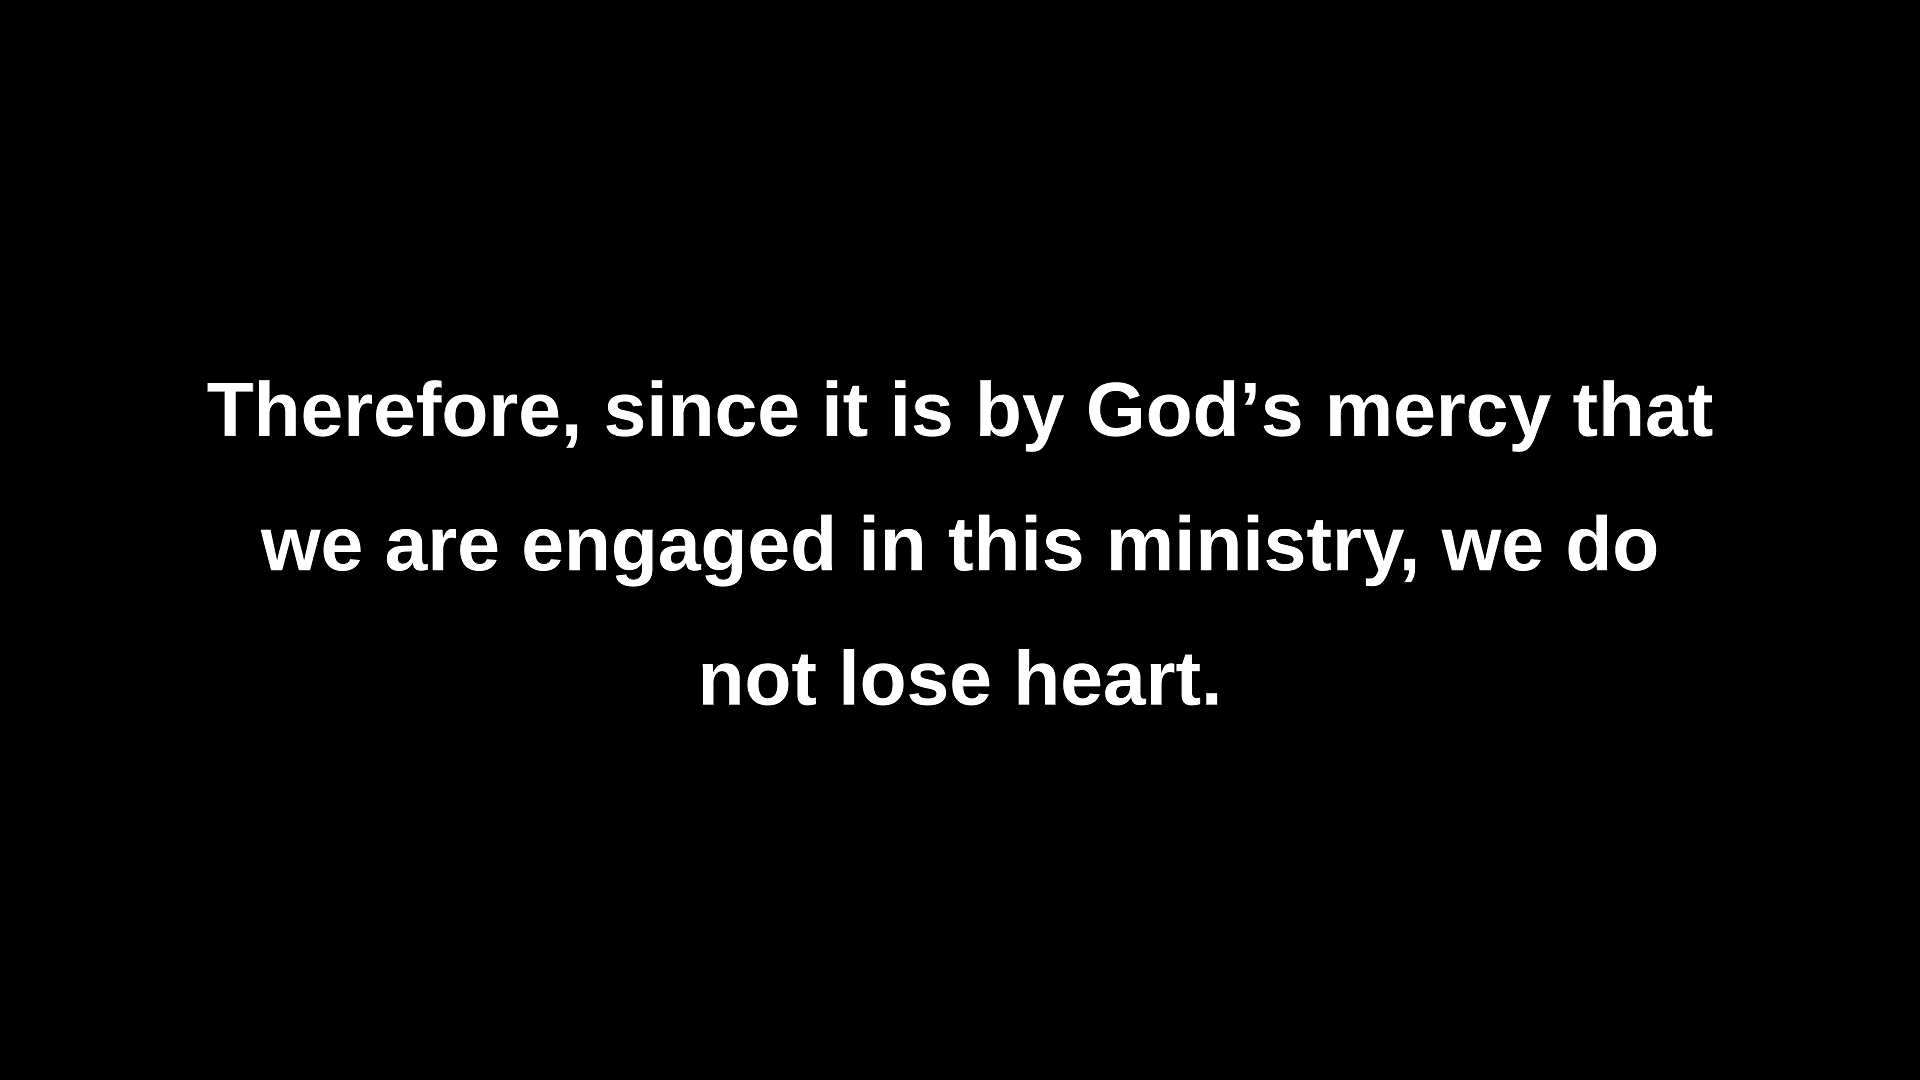 Therefore, since it is by God’s mercy that
we are engaged in this ministry, we do
not lose heart.